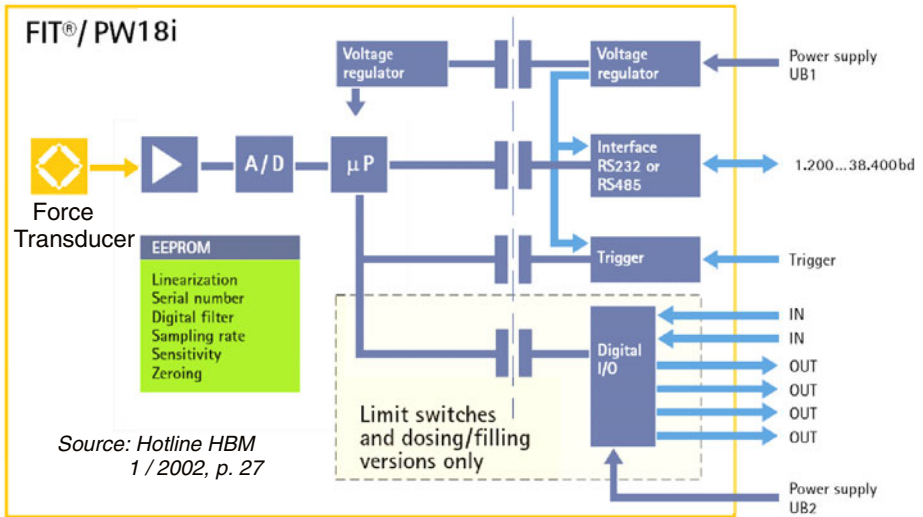 FIT®/ PW18i
Voltage
regulator
Voltage
regulator
Power supply
UB1
A/D
µP
Interface
RS232 or
RS485
1.200...38.400bd
Force
Transducer
EEPROM
Linearization
Serial number
Digital filter
Sampling rate
Sensitivity
Zeroing
Trigger
Trigger
Digital
I/O
IN
IN
OUT
OUT
OUT
OUT
Limit switches
and dosing/filling
versions only
Source: Hotline HBM
1 / 2002, p. 27
Power supply
UB2